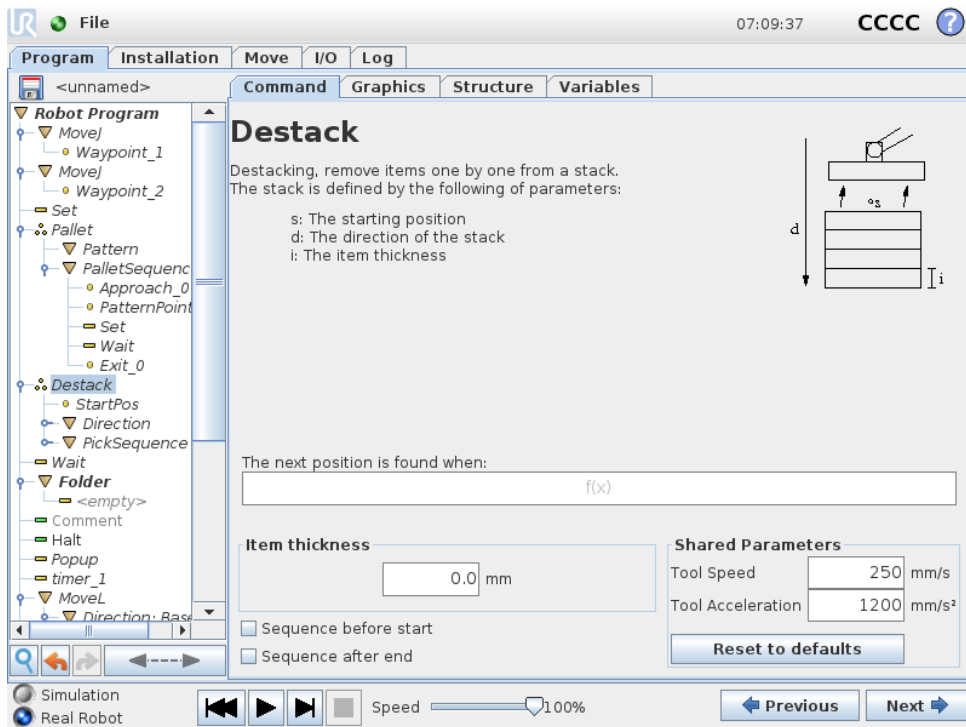 UR File 07:09:37 CCCC ?
Program Installation Move I/O Log
<unnamed>
Command Graphics Structure Variables
Robot Program
MoveJ
Waypoint_1
MoveJ
Waypoint_2
Set
Pallet
Pattern
PalletSequenc
Approach_0
PatternPoint
Set
Wait
Exit_0
Destack
StartPos
Direction
PickSequence
Wait
Folder
<empty>
Comment
Halt
Popup
timer_1
MoveL
Direction: Base
Destack
Destacking, remove items one by one from a stack.
The stack is defined by the following of parameters:
s: The starting position
d: The direction of the stack
i: The item thickness
s
d
i
The next position is found when:
f(x)
Item thickness
0.0 mm
Sequence before start
Sequence after end
Shared Parameters
Tool Speed 250 mm/s
Tool Acceleration 1200 mm/s²
Reset to defaults
Simulation
Real Robot
Speed 100%
Previous Next